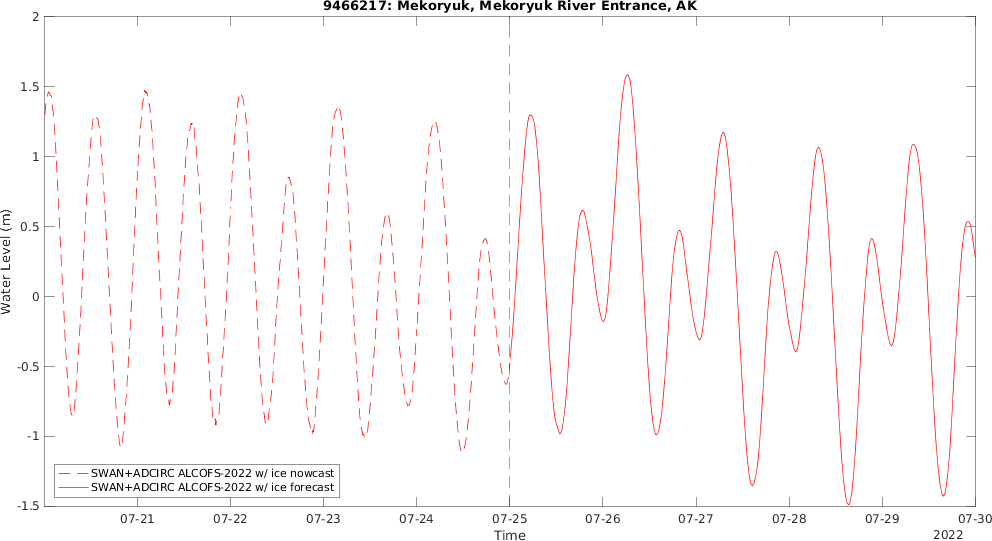 9466217: Mekoryuk, Mekoryuk River Entrance, AK
2
1.5
1
0.5
0
-0.5
-1
-1.5
Water Level (m)
SWAN+ADCIRC ALCOFS-2022 w/ ice nowcast
SWAN+ADCIRC ALCOFS-2022 w/ ice forecast
07-21 07-22 07-23 07-24 07-25 07-26 07-27 07-28 07-29 07-30
Time
2022